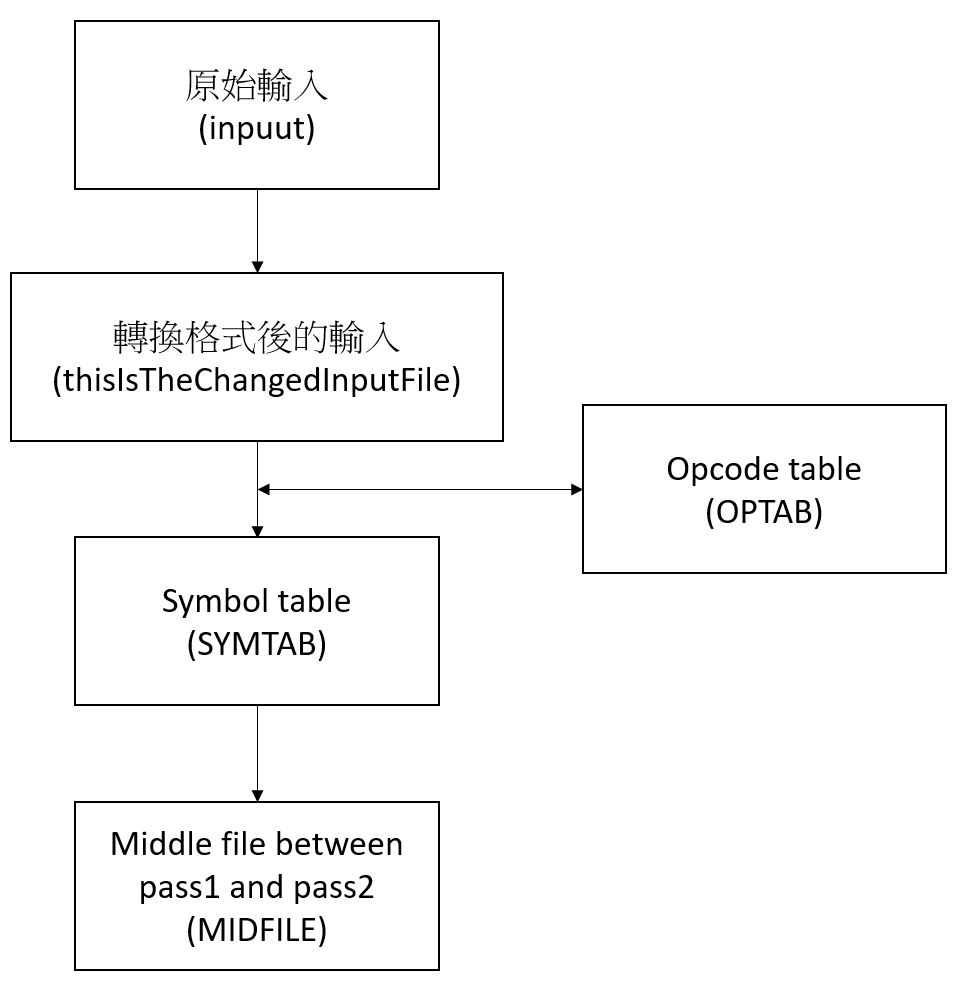 原始輸入
(inpuut)
轉換格式後的輸入
(thisIsTheChangedInputFile)
Opcode table
(OPTAB)
Symbol table
(SYMTAB)
Middle file between
pass1 and pass2
(MIDFILE)